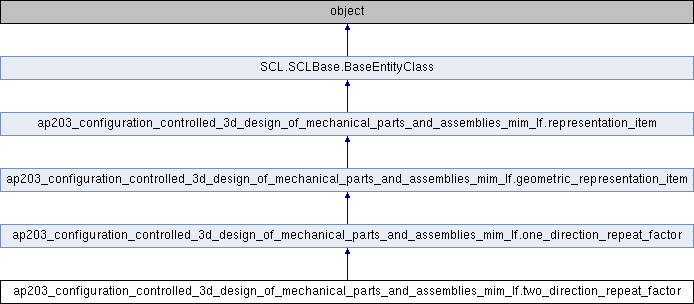 object
SCL.SCLBase.BaseEntityClass
ap203_configuration_controlled_3d_design_of_mechanical_parts_and_assemblies_mim_lf.representation_item
ap203_configuration_controlled_3d_design_of_mechanical_parts_and_assemblies_mim_lf.geometric_representation_item
ap203_configuration_controlled_3d_design_of_mechanical_parts_and_assemblies_mim_lf.one_direction_repeat_factor
ap203_configuration_controlled_3d_design_of_mechanical_parts_and_assemblies_mim_lf.two_direction_repeat_factor